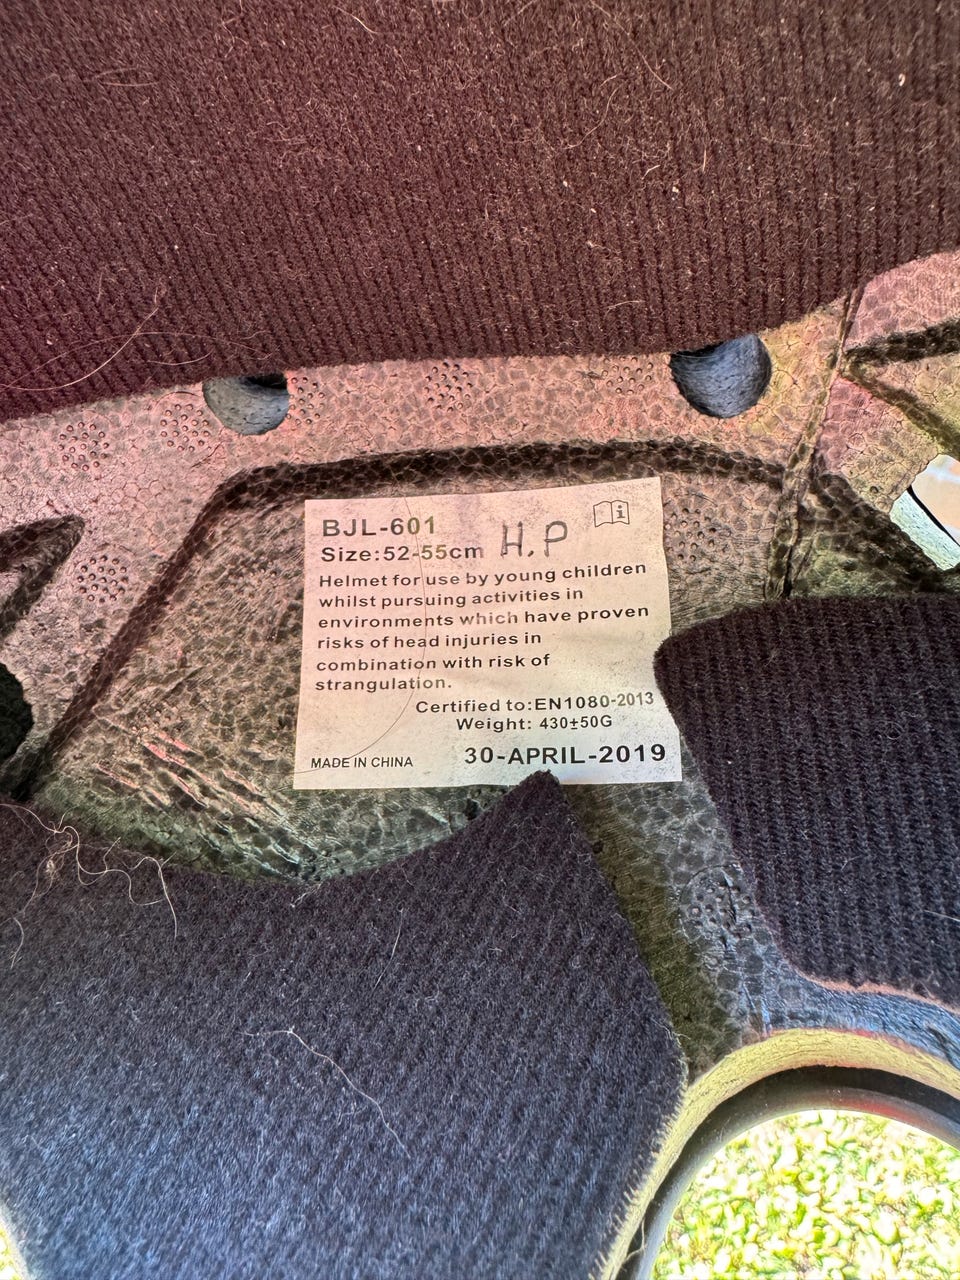 BJL-601
Size:52-55cm H.P
Helmet for use by young children
whilst pursuing activities in
environments which have proven
risks of head injuries in
combination with risk of
strangulation.
Certified to:EN1080-2013
Weight: 430±50G
MADE IN CHINA 30-APRIL-2019